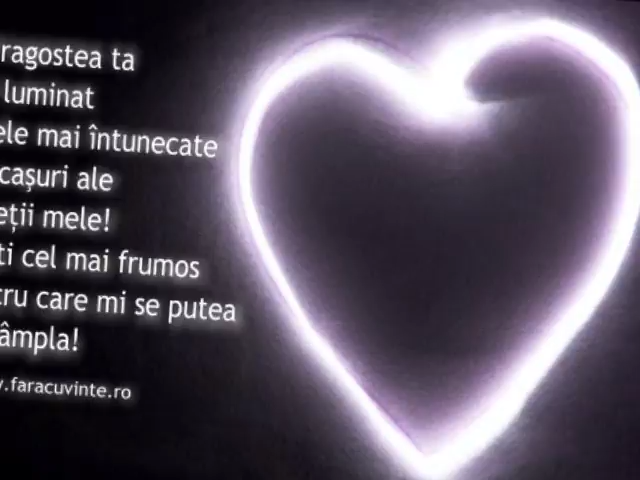 ragostea ta
luminat
ele mai întunecate
cașuri ale
eții mele!
ti cel mai frumos
cru care mi se putea
âmpla!
.faracuvinte.ro